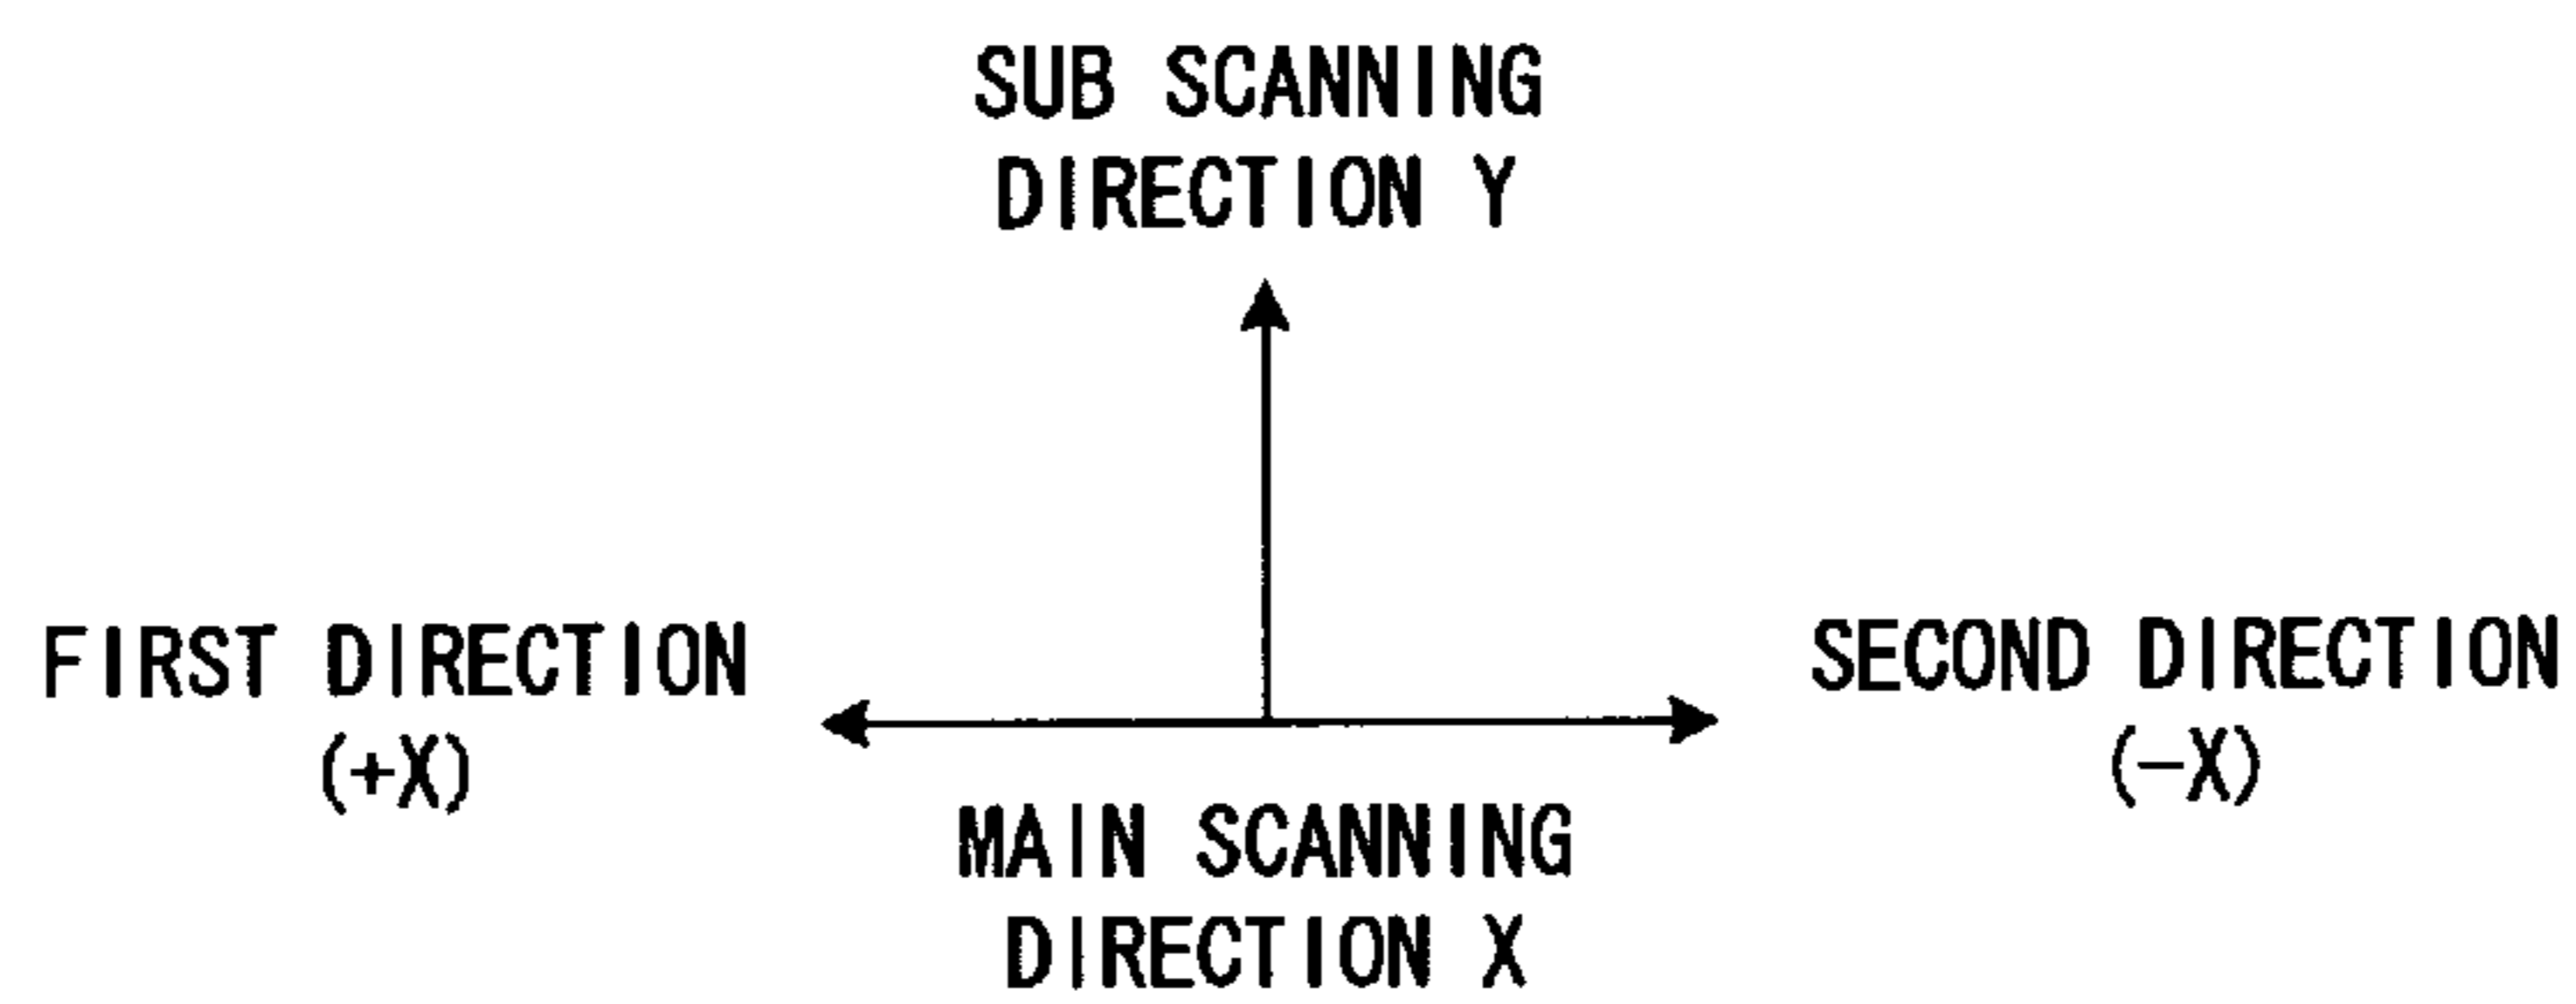 SUB SCANNING
DIRECTION Y
FIRST DIRECTION
(+X)
SECOND DIRECTION
(-X)
MAIN SCANNING
DIRECTION X